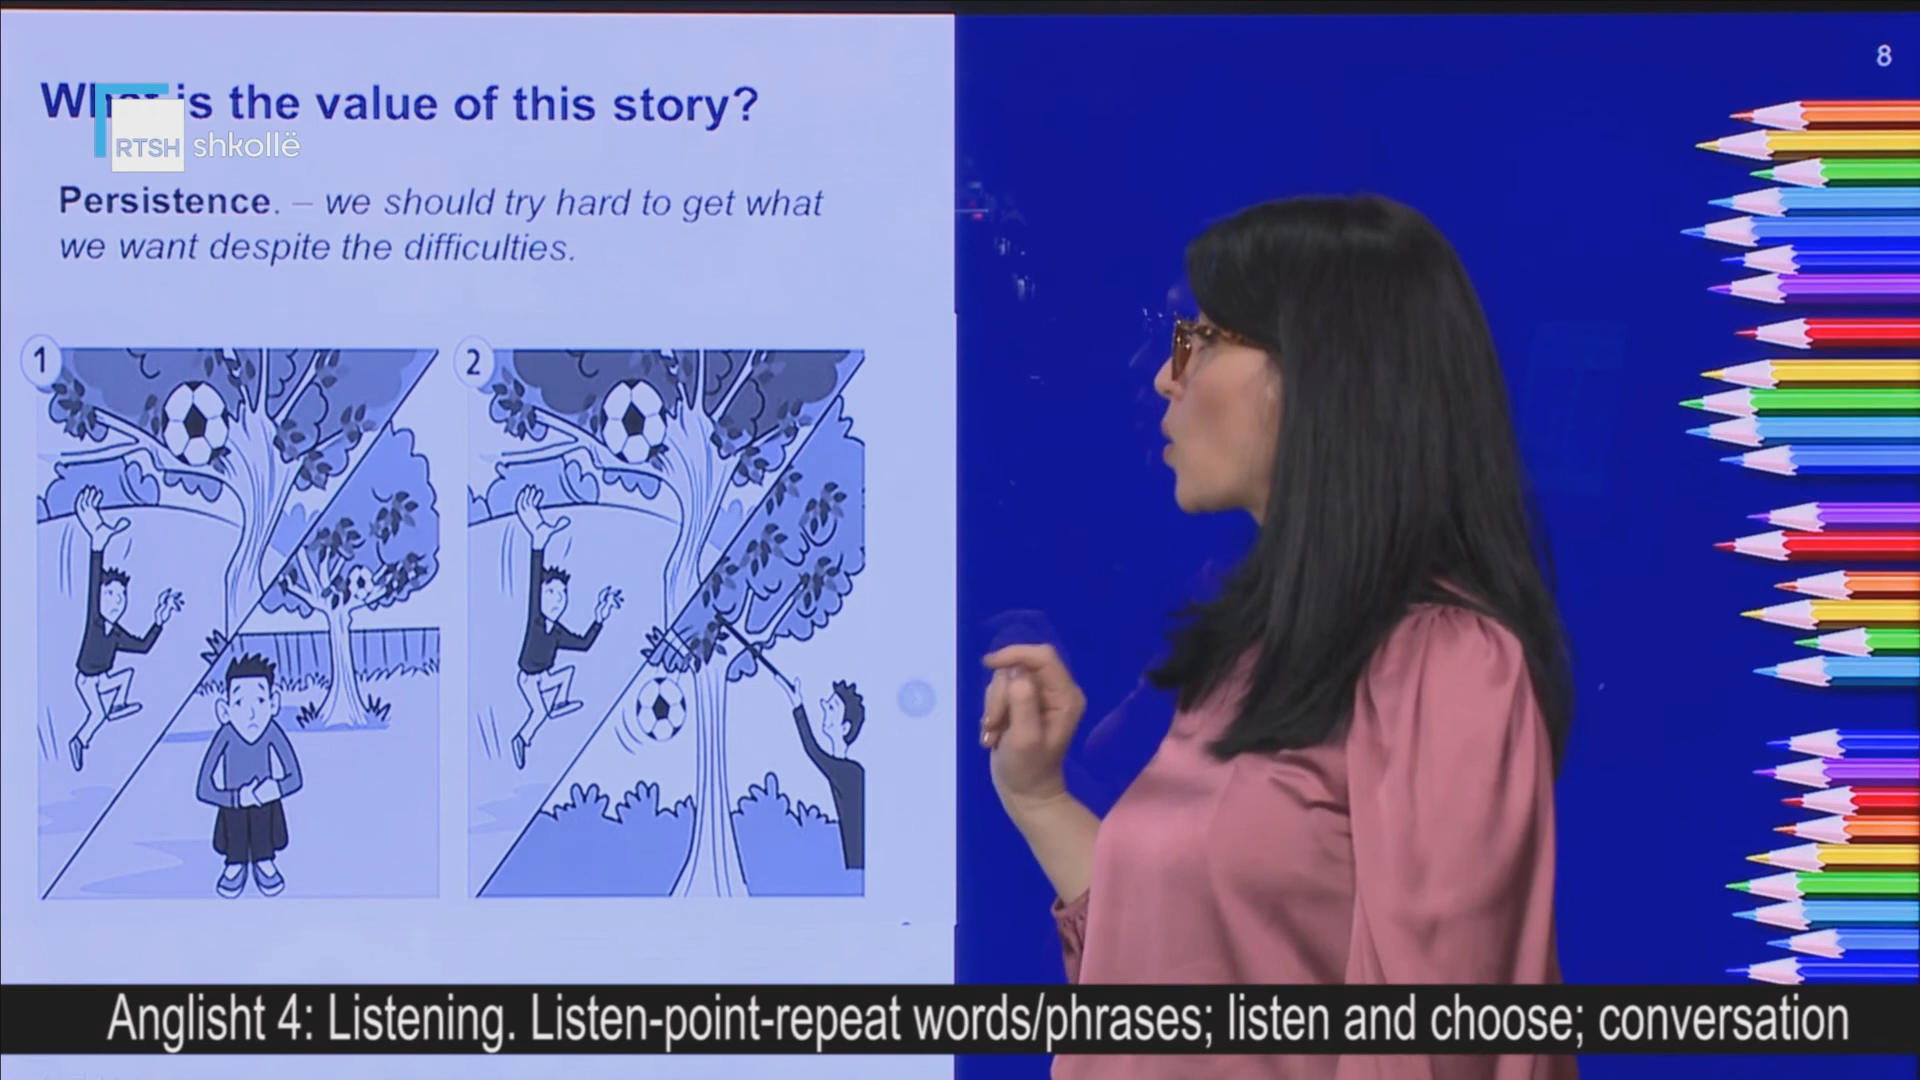 8
What is the value of this story?
RTSH shkollë
Persistence. – we should try hard to get what
we want despite the difficulties.
1
2
Anglisht 4: Listening. Listen-point-repeat words/phrases; listen and choose; conversation